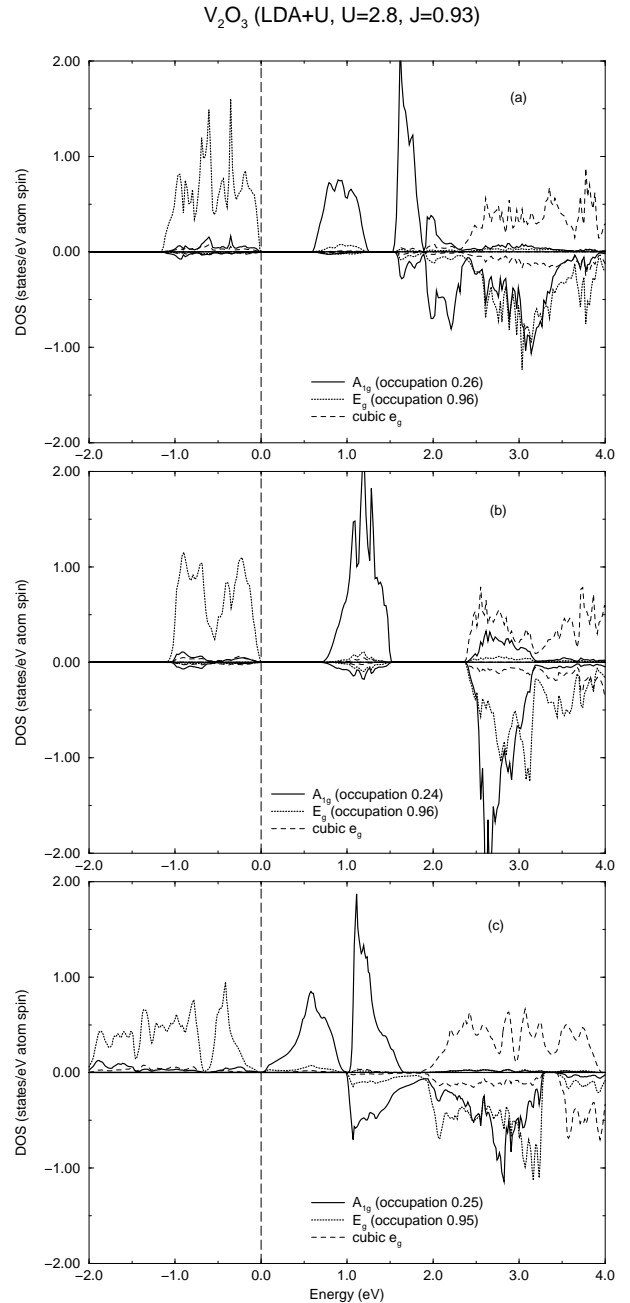 V₂O₃ (LDA+U, U=2.8, J=0.93)
2.00
(a)
1.00
0.00
−1.00
−2.00
DOS (states/eV atom spin)
A₁g (occupation 0.26)
Eg (occupation 0.96)
cubic eg
−2.0 −1.0 0.0 1.0 2.0 3.0 4.0
2.00
(b)
1.00
0.00
−1.00
−2.00
DOS (states/eV atom spin)
A₁g (occupation 0.24)
Eg (occupation 0.96)
cubic eg
−2.0 −1.0 0.0 1.0 2.0 3.0 4.0
2.00
(c)
1.00
0.00
−1.00
−2.00
DOS (states/eV atom spin)
A₁g (occupation 0.25)
Eg (occupation 0.95)
cubic eg
−2.0 −1.0 0.0 1.0 2.0 3.0 4.0
Energy (eV)